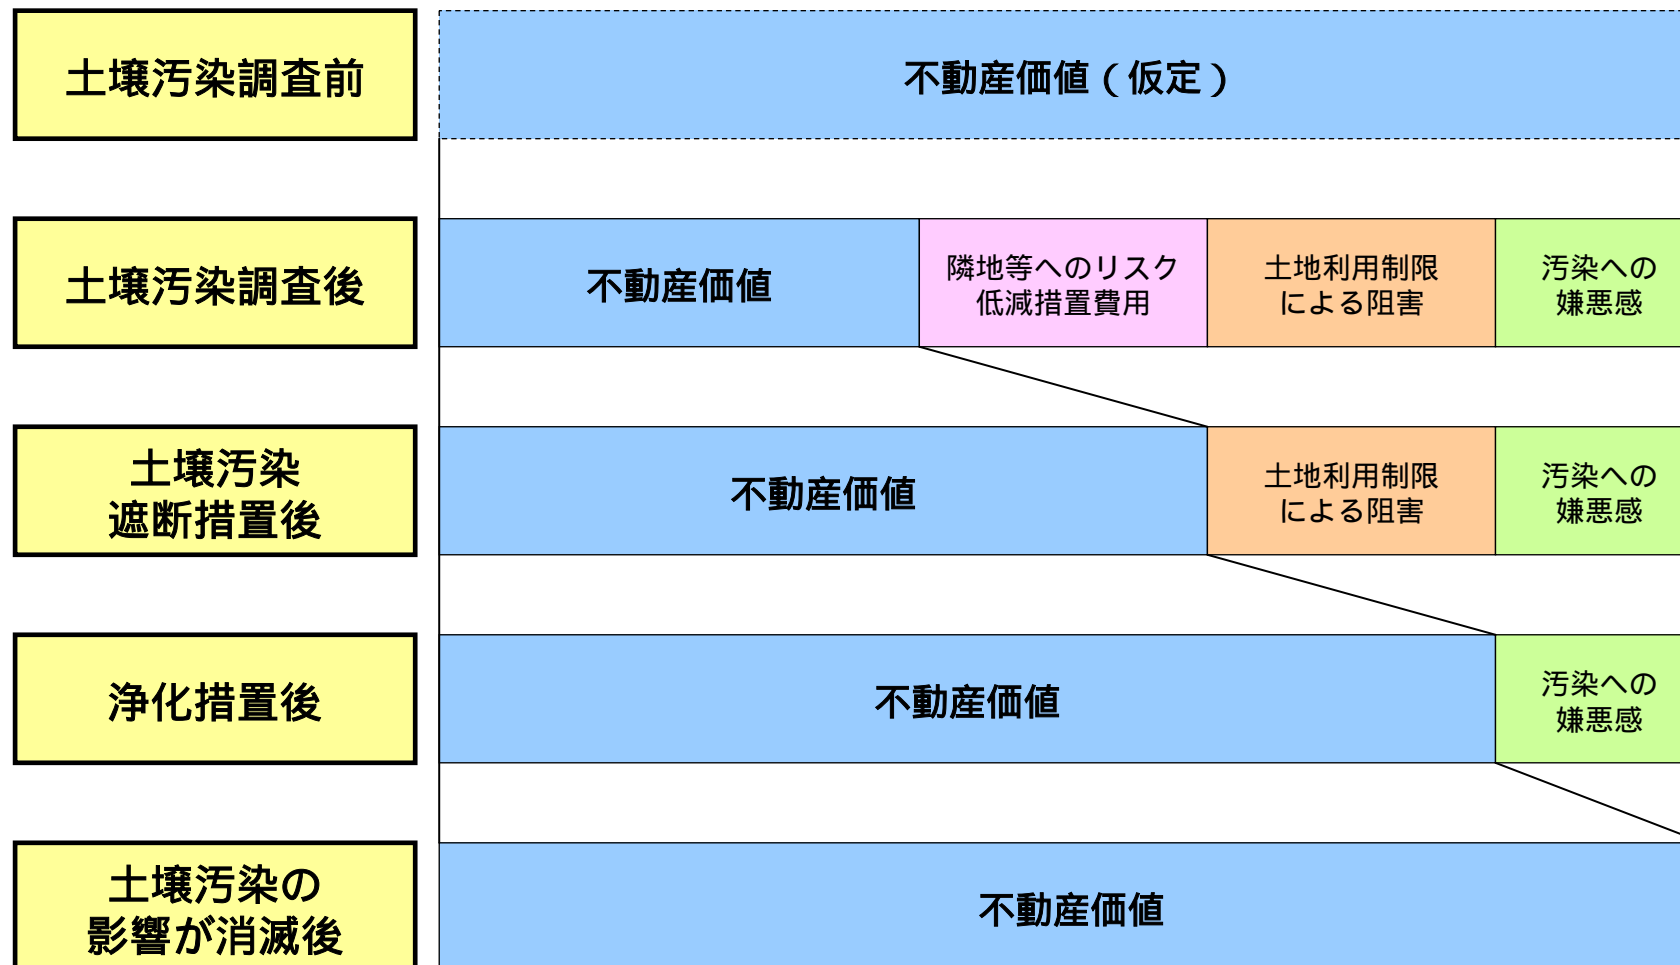 土壌汚染調査前
不動産価値(仮定)
土壌汚染調査後
不動産価値
隣地等へのリスク
低減措置費用
土地利用制限
による阻害
汚染への
嫌悪感
土壌汚染
遮断措置後
不動産価値
土地利用制限
による阻害
汚染への
嫌悪感
浄化措置後
不動産価値
汚染への
嫌悪感
土壌汚染の
影響が消滅後
不動産価値